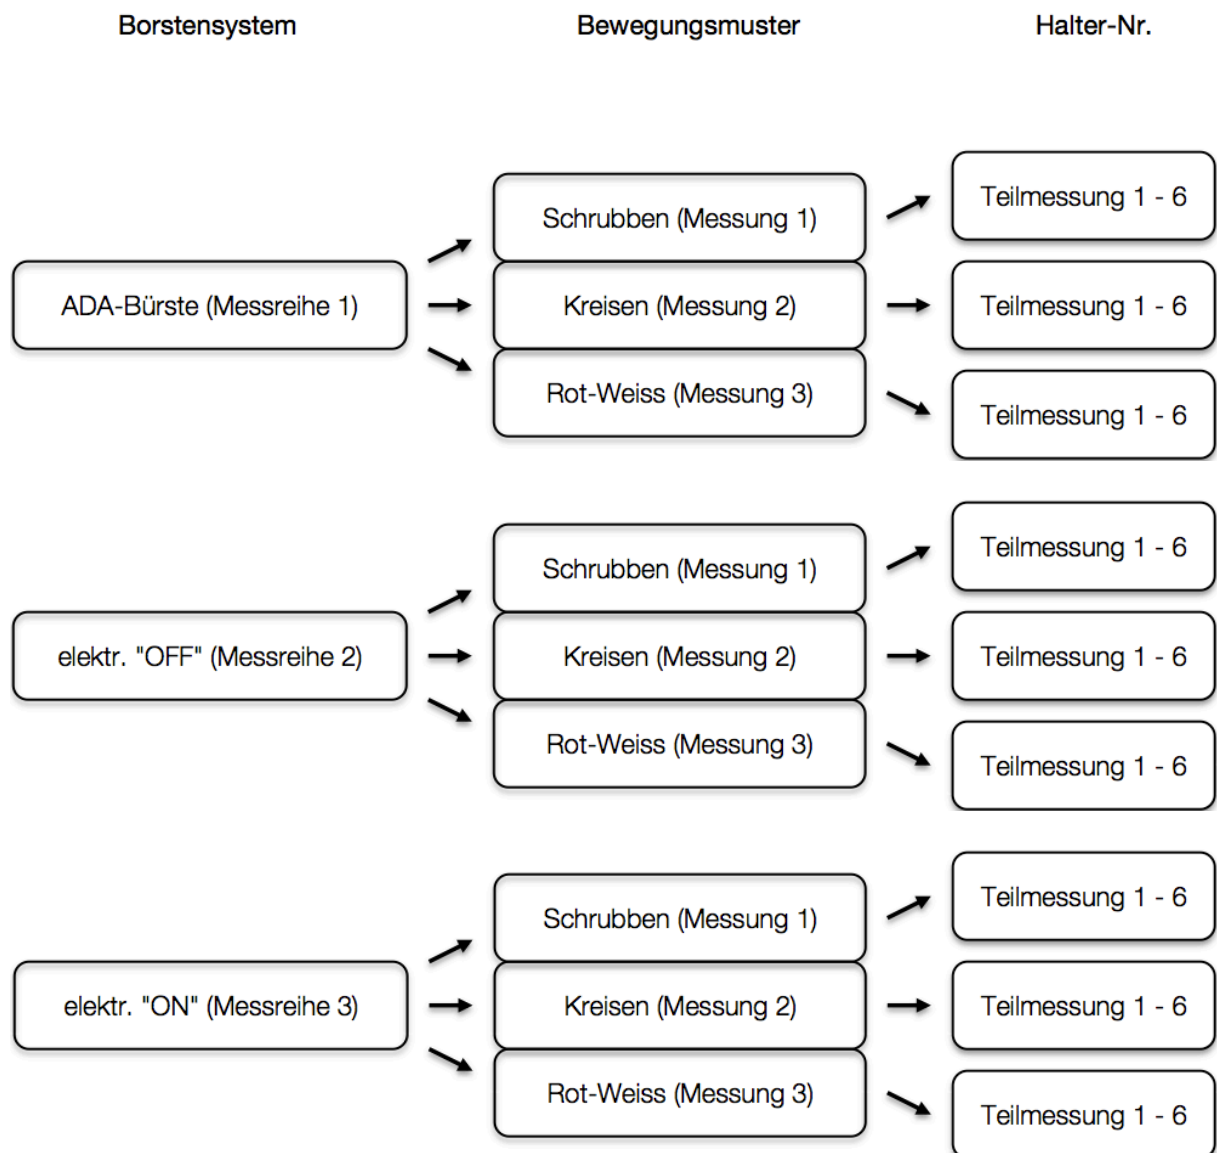 Borstensystem Bewegungsmuster Halter-Nr.
Teilmessung 1 - 6
Schrubben (Messung 1)
ADA-Bürste (Messreihe 1) Kreisen (Messung 2) Teilmessung 1 - 6
Rot-Weiss (Messung 3)
Teilmessung 1 - 6
Teilmessung 1 - 6
Schrubben (Messung 1)
elektr. "OFF" (Messreihe 2) Kreisen (Messung 2) Teilmessung 1 - 6
Rot-Weiss (Messung 3)
Teilmessung 1 - 6
Teilmessung 1 - 6
Schrubben (Messung 1)
elektr. "ON" (Messreihe 3) Kreisen (Messung 2) Teilmessung 1 - 6
Rot-Weiss (Messung 3)
Teilmessung 1 - 6